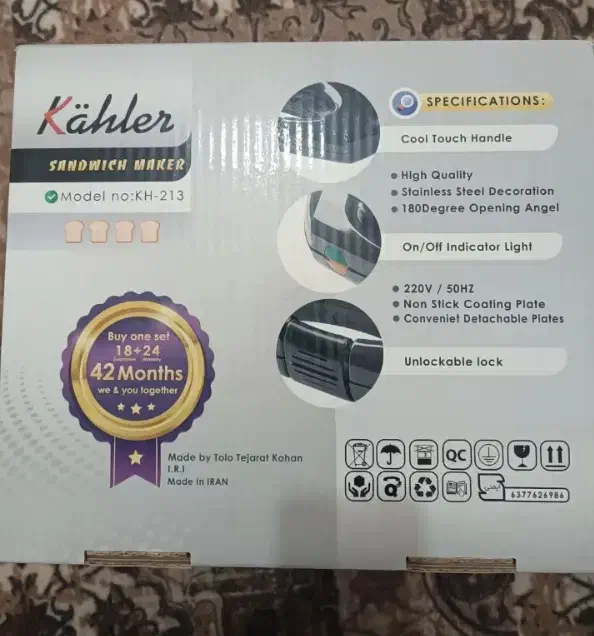 Kähler
SANDWICH MAKER
Model no:KH-213
SPECIFICATIONS:
Cool Touch Handle
High Quality
Stainless Steel Decoration
180Degree Opening Angel
On/Off Indicator Light
220V / 50HZ
Non Stick Coating Plate
Conveniet Detachable Plates
Unlockable lock
Buy one set
18+24
Guarantee Warranty
42 Months
we & you together
Made by Tolo Tejarat Kohan
I.R.I
Made in IRAN
QC
6377626986